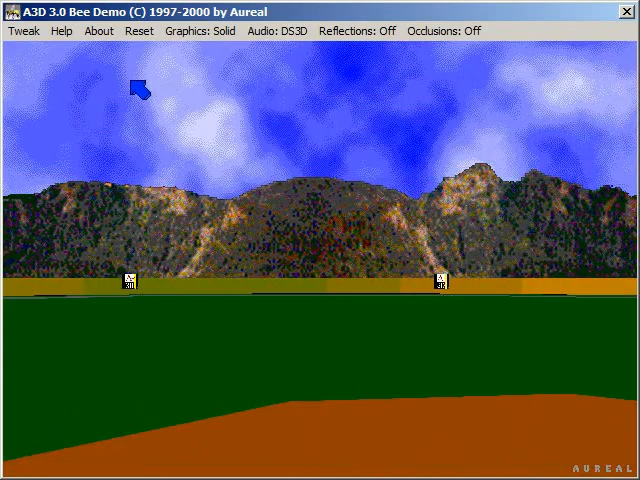 A3D 3.0 Bee Demo (C) 1997-2000 by Aureal
Tweak Help About Reset Graphics: Solid Audio: DS3D Reflections: Off Occlusions: Off
AUREAL